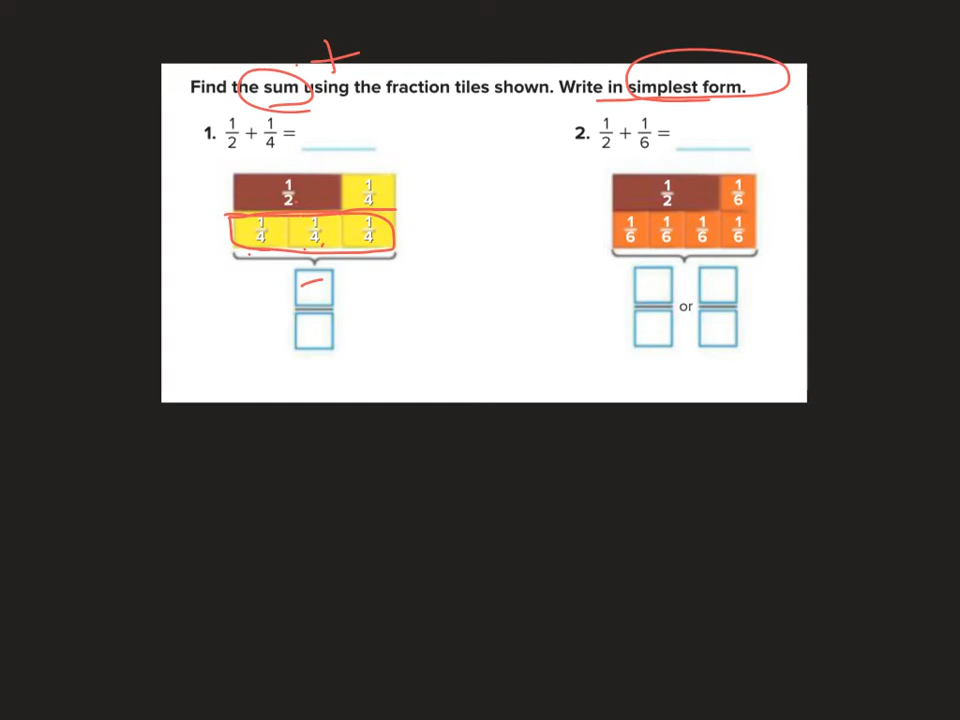 +
Find the sum using the fraction tiles shown. Write in simplest form.
1. 1/2 + 1/4 = ______
2. 1/2 + 1/6 = ______
1/2 1/4
1/4 1/4 1/4
1/2 1/6
1/6 1/6 1/6 1/6
or